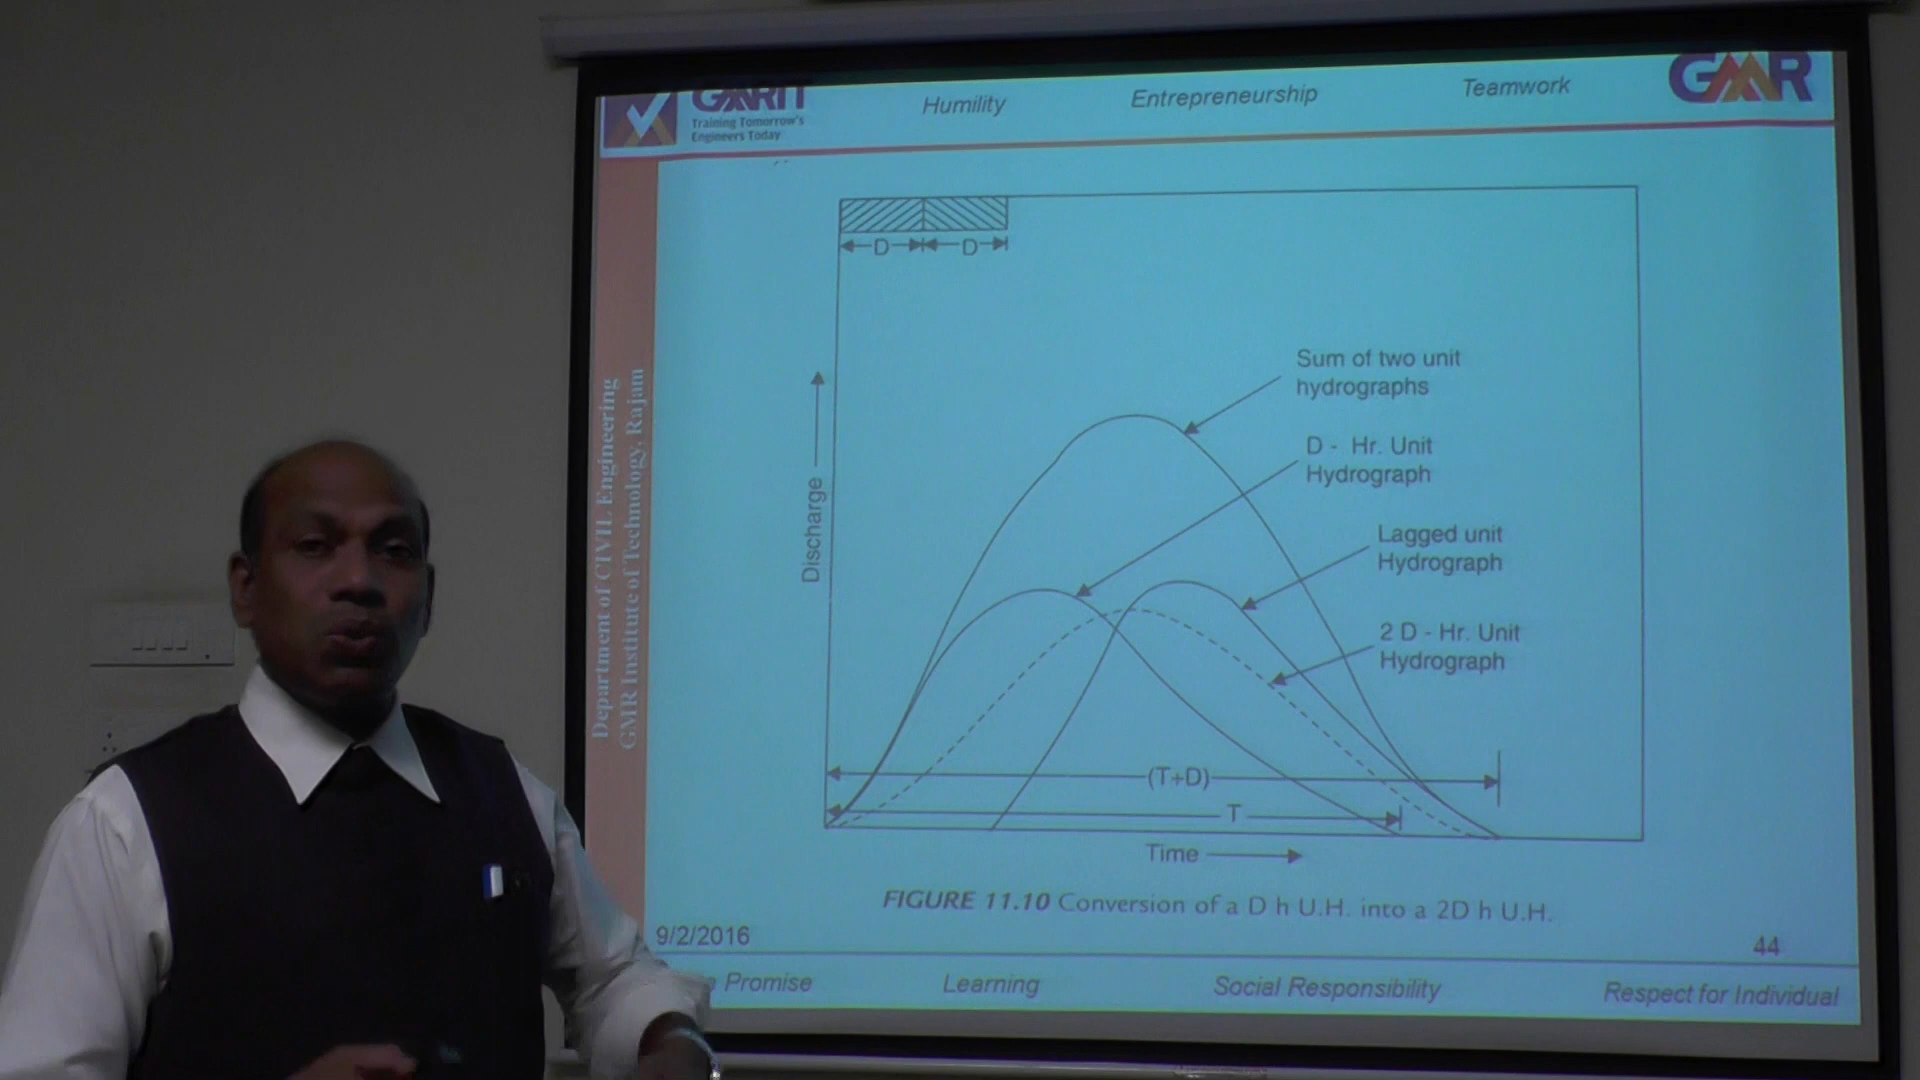 GMRIT
Training Tomorrow's
Engineers Today
Humility
Entrepreneurship
Teamwork
GMR
Department of CIVIL Engineering
GMR Institute of Technology, Rajam
D
D
Sum of two unit
hydrographs
D - Hr. Unit
Hydrograph
Lagged unit
Hydrograph
2 D - Hr. Unit
Hydrograph
Discharge
(T+D)
T
Time
FIGURE 11.10 Conversion of a D h U.H. into a 2D h U.H.
9/2/2016
44
Promise
Learning
Social Responsibility
Respect for Individual